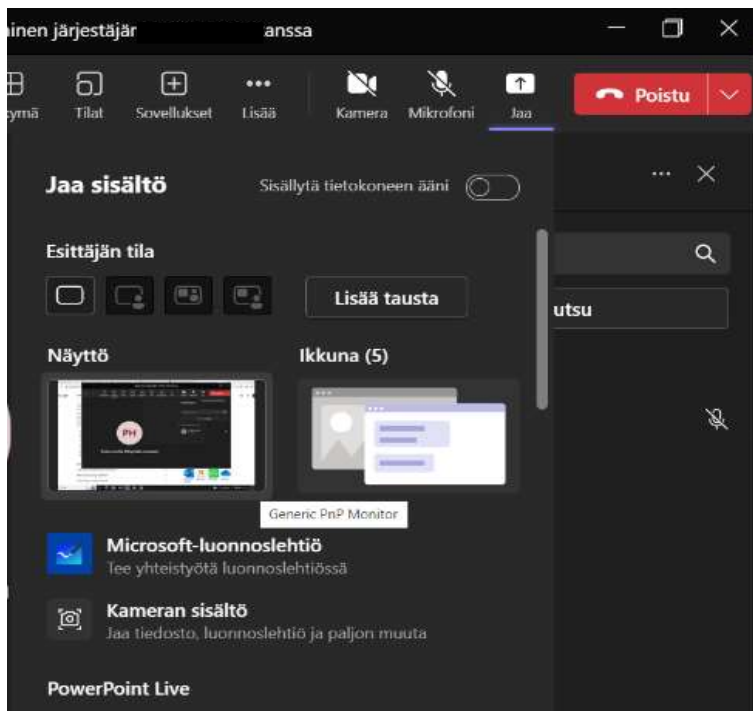 inen järjestäjän anssa
ymä Tilat Sovellukset Lisää Kamera Mikrofoni Jaa Poistu
Jaa sisältö Sisällytä tietokoneen ääni
Esittäjän tila
Lisää tausta
utsu
Näyttö Ikkuna (5)
PH
Generic PnP Monitor
Microsoft-luonnoslehtiö
Tee yhteistyötä luonnoslehtiössä
Kameran sisältö
Jaa tiedosto, luonnoslehtiö ja paljon muuta
PowerPoint Live